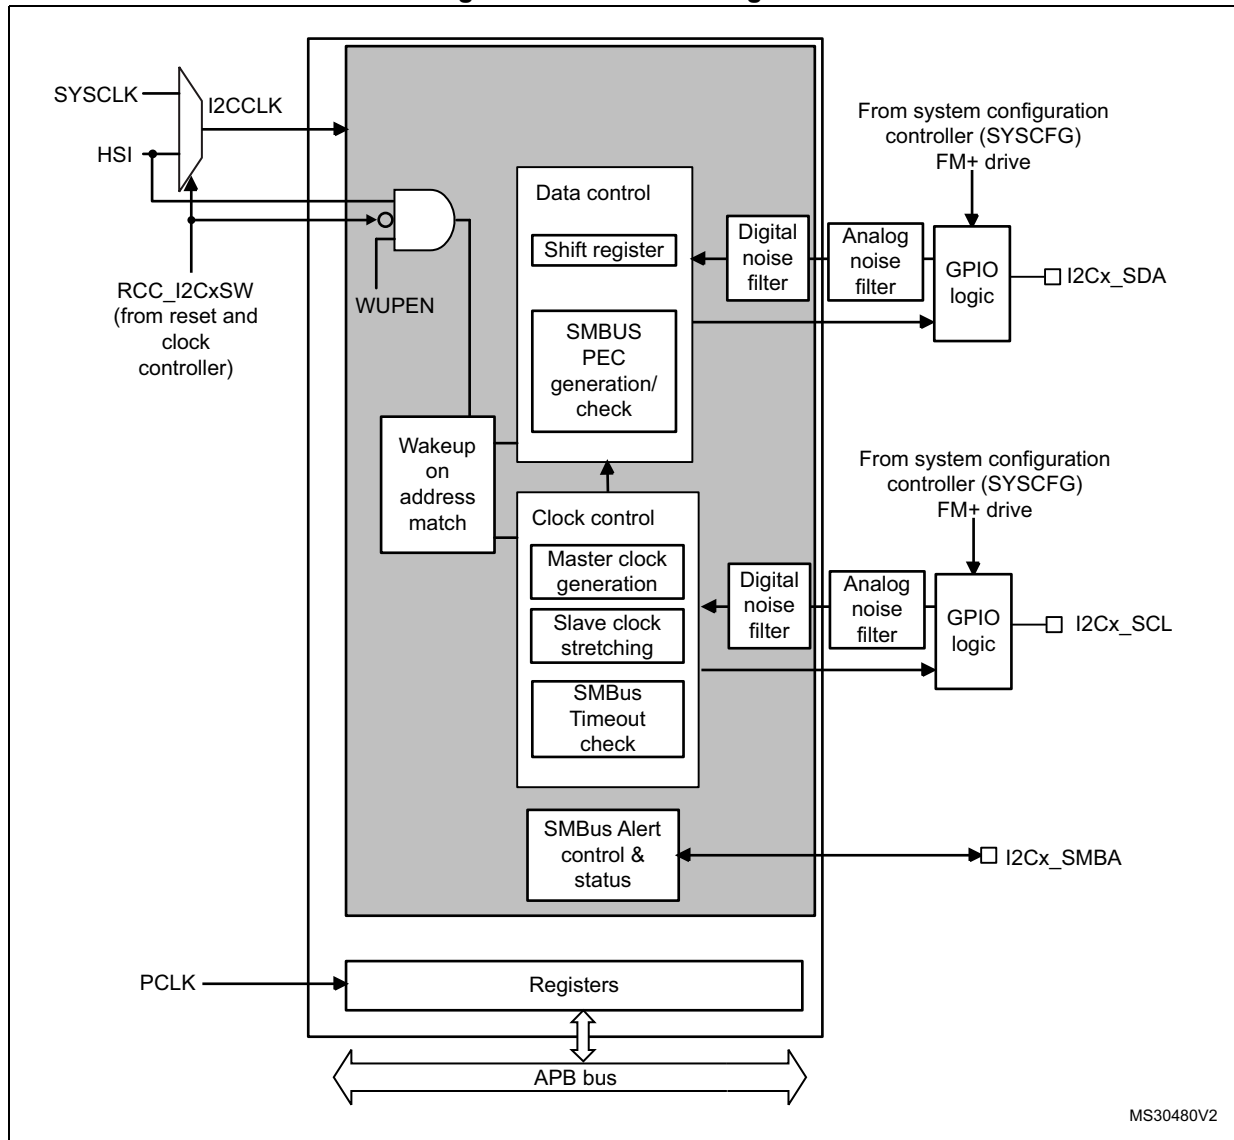 SYSCLK
I2CCLK
HSI
RCC_I2CxSW
(from reset and
clock
controller)
WUPEN
Data control
Shift register
SMBUS
PEC
generation/
check
Wakeup
on
address
match
Clock control
Master clock
generation
Slave clock
stretching
SMBus
Timeout
check
SMBus Alert
control &
status
Digital
noise
filter
Analog
noise
filter
From system configuration
controller (SYSCFG)
FM+ drive
GPIO
logic
I2Cx_SDA
From system configuration
controller (SYSCFG)
FM+ drive
Digital
noise
filter
Analog
noise
filter
GPIO
logic
I2Cx_SCL
I2Cx_SMBA
PCLK
Registers
APB bus
MS30480V2